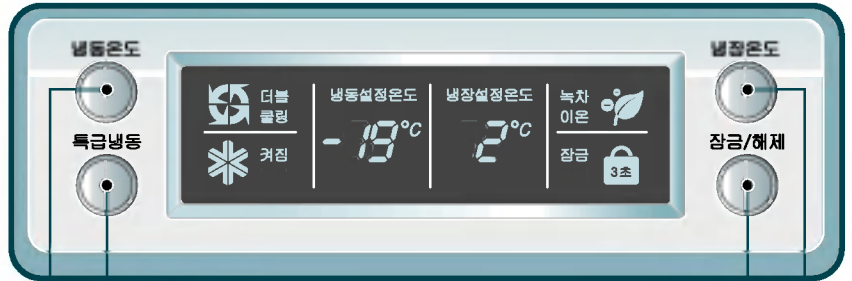 냉동온도
특급냉동
더블
쿨링
켜짐
냉동설정온도
-19°C
냉장설정온도
2°C
녹차
이온
잠금
3초
냉장온도
잠금/해제